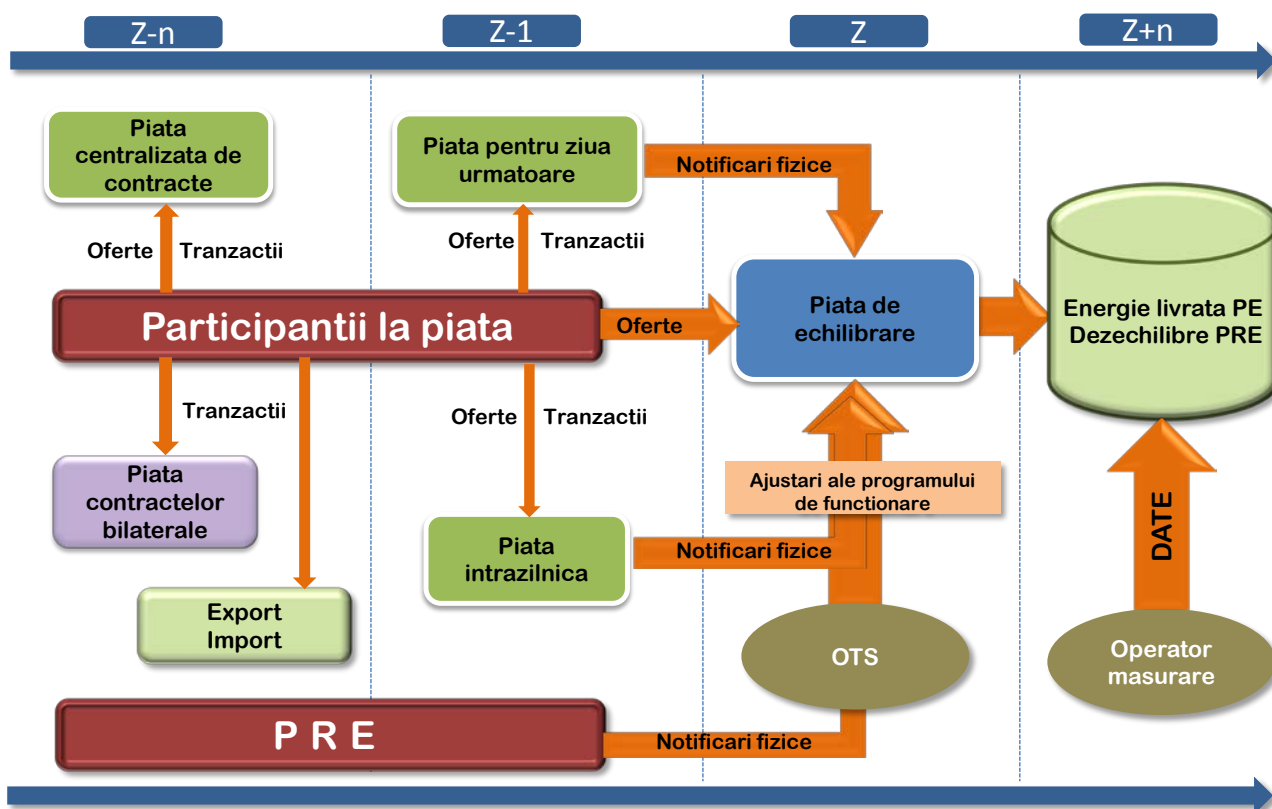 Z-n
Z-1
Z
Z+n
Piata
centralizata de
contracte
Piata pentru ziua
urmatoare
Notificari fizice
Oferte
Tranzactii
Oferte
Tranzactii
Participantii la piata
Oferte
Piata de
echilibrare
Energie livrata PE
Dezechilibre PRE
Tranzactii
Oferte
Tranzactii
Piata
contractelor
bilaterale
Ajustari ale programului
de functionare
DATE
Piata
intrazilnica
Notificari fizice
Export
Import
OTS
Operator
masurare
P R E
Notificari fizice